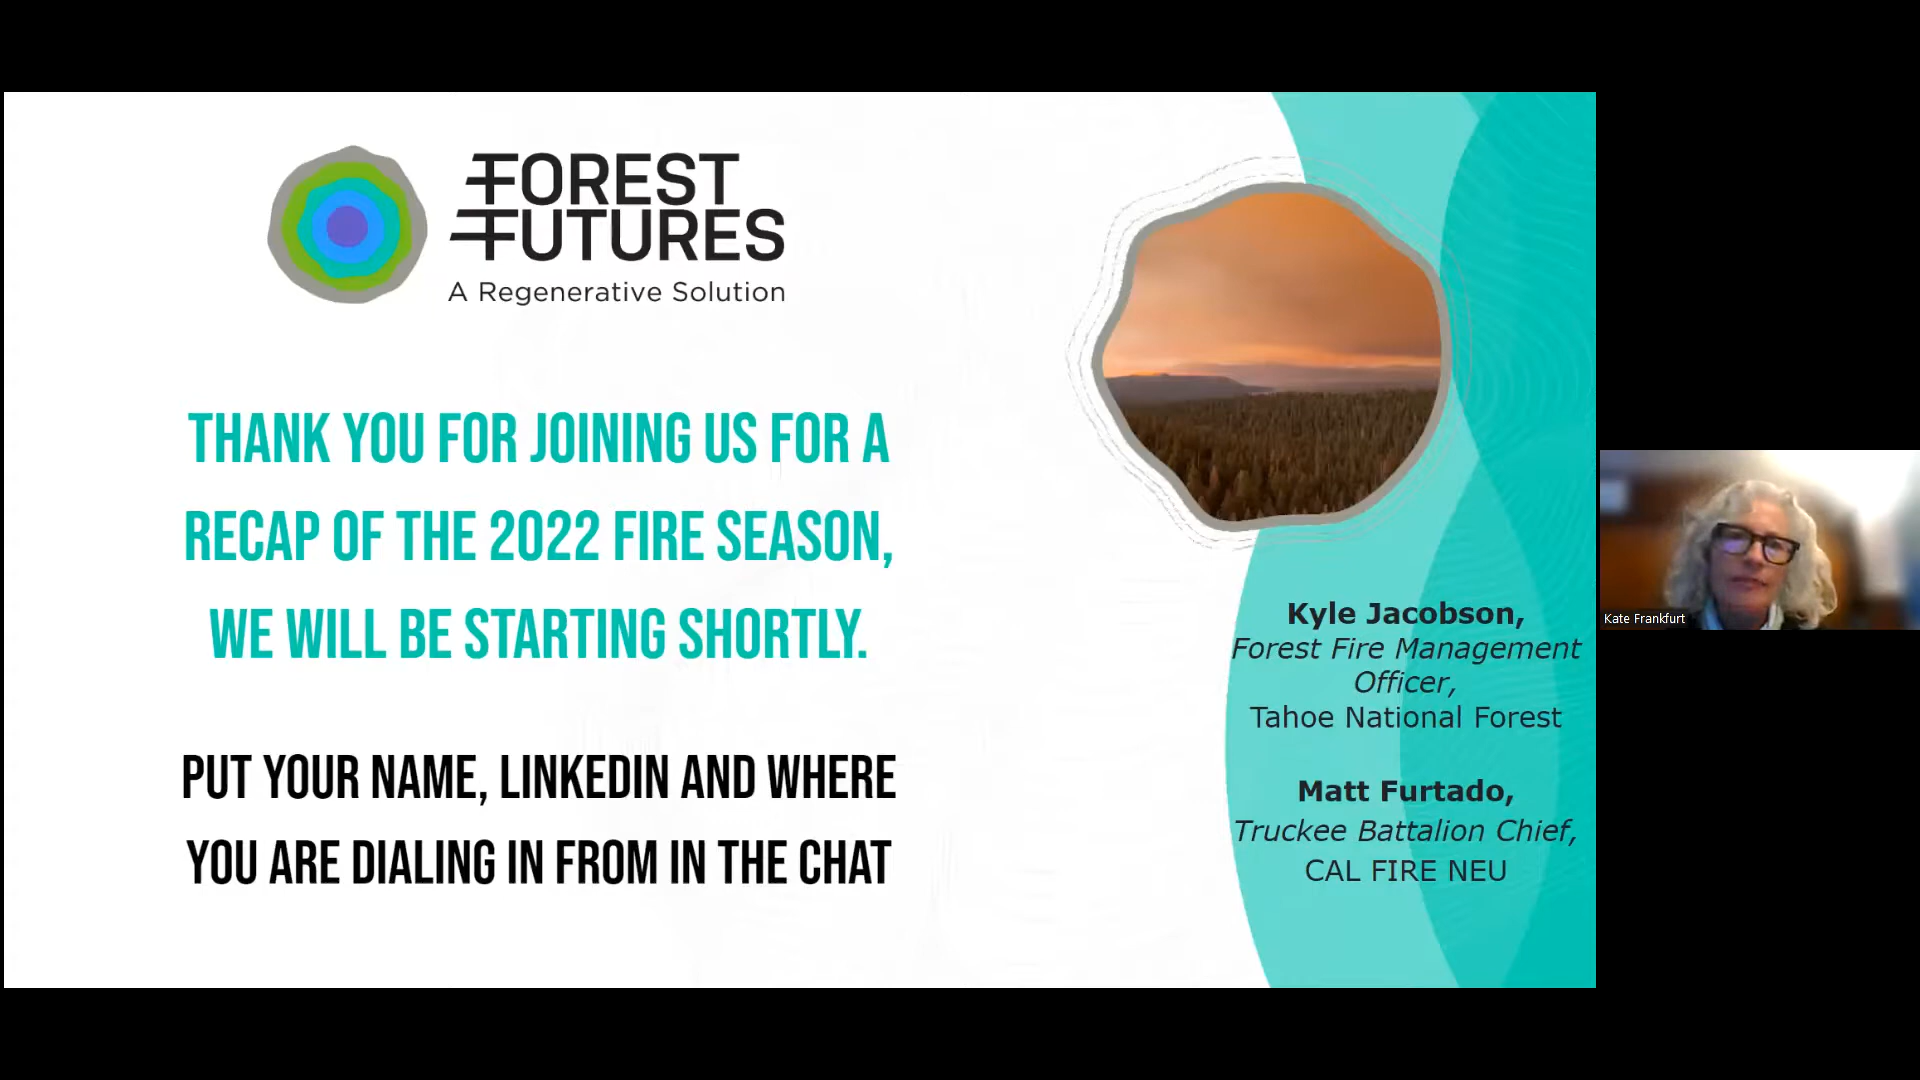 FOREST
FUTURES
A Regenerative Solution
THANK YOU FOR JOINING US FOR A
RECAP OF THE 2022 FIRE SEASON,
WE WILL BE STARTING SHORTLY.
PUT YOUR NAME, LINKEDIN AND WHERE
YOU ARE DIALING IN FROM IN THE CHAT
Kyle Jacobson,
Forest Fire Management
Officer,
Tahoe National Forest
Matt Furtado,
Truckee Battalion Chief,
CAL FIRE NEU
Kate Frankfurt